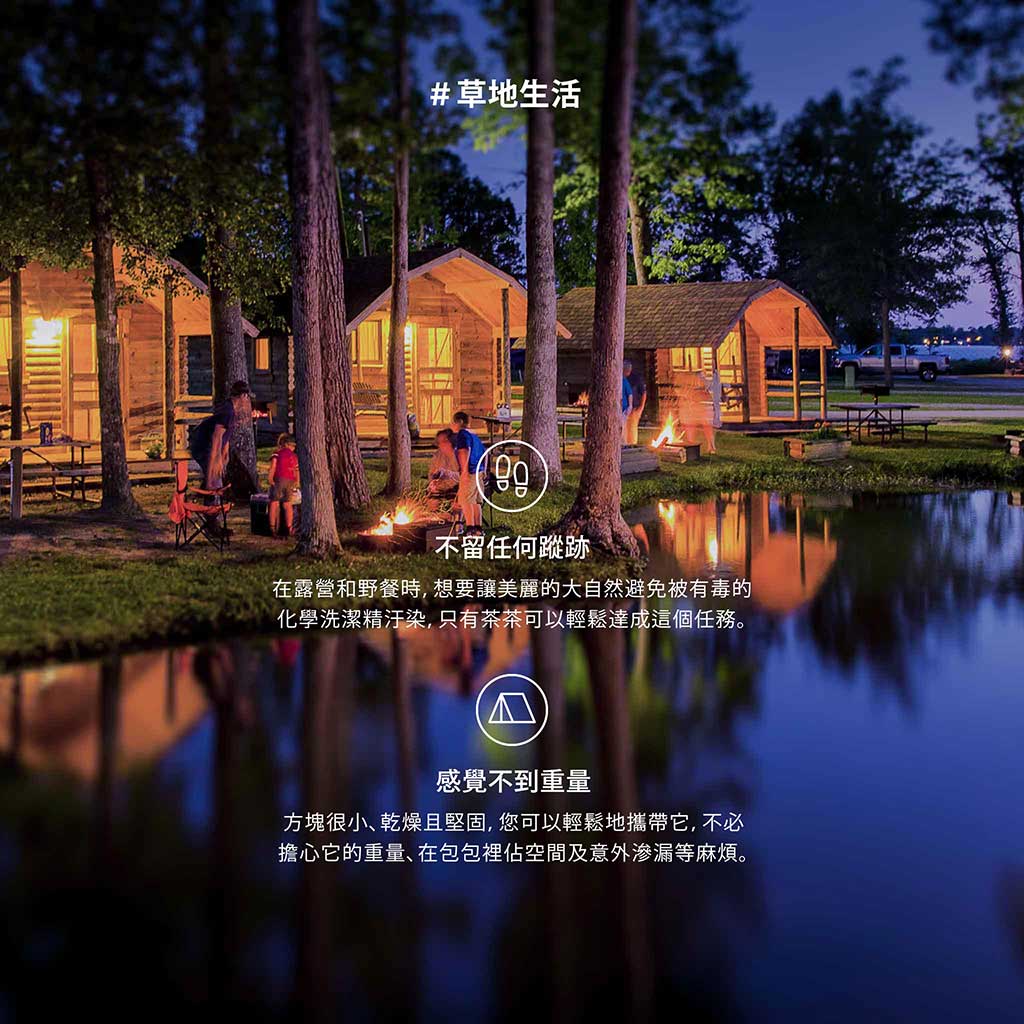 #草地生活
不留任何蹤跡
在露營和野餐時，想要讓美麗的大自然避免被有毒的
化學洗潔精汙染，只有茶茶可以輕鬆達成這個任務。
感覺不到重量
方塊很小、乾燥且堅固，您可以輕鬆地攜帶它，不必
擔心它的重量、在包包裡佔空間及意外滲漏等麻煩。